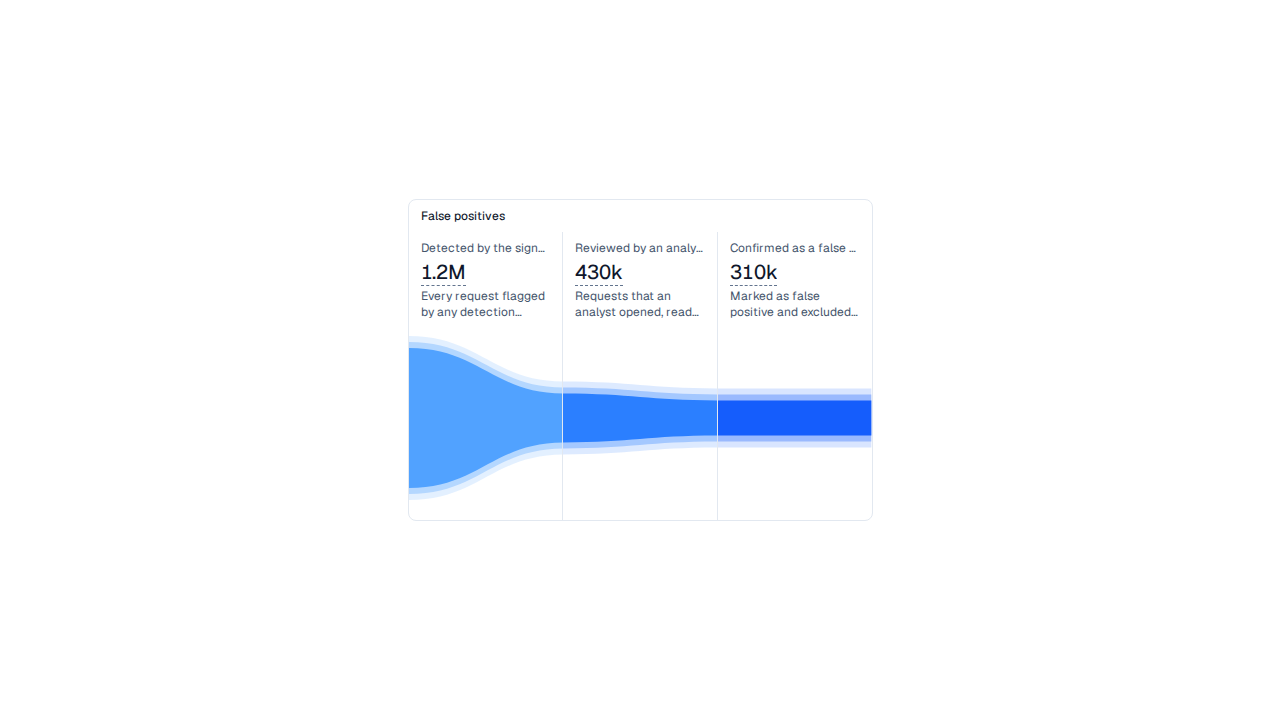 False positives
Detected by the sign…
1.2M
Every request flagged
by any detection…
Reviewed by an analy…
430k
Requests that an
analyst opened, read…
Confirmed as a false …
310k
Marked as false
positive and excluded…